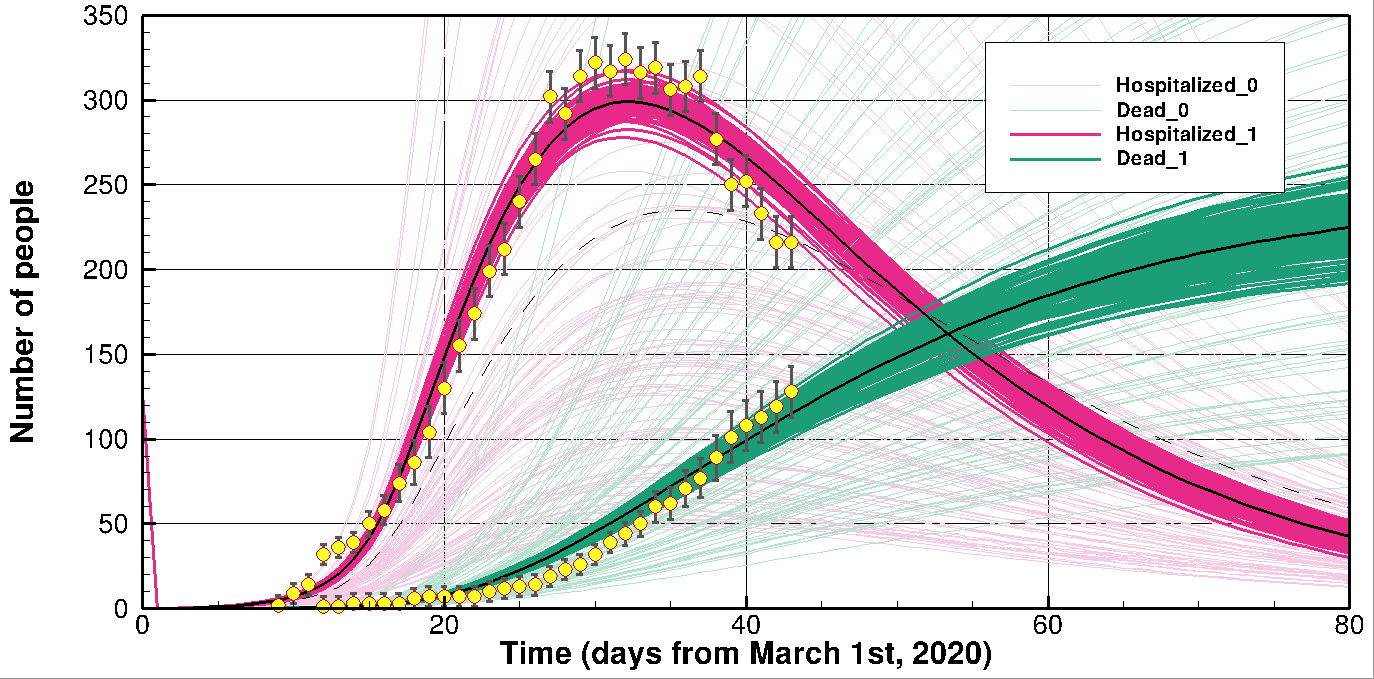 350
300
250
200
150
100
50
0
Number of people
Hospitalized_0
Dead_0
Hospitalized_1
Dead_1
0 20 40 60 80
Time (days from March 1st, 2020)